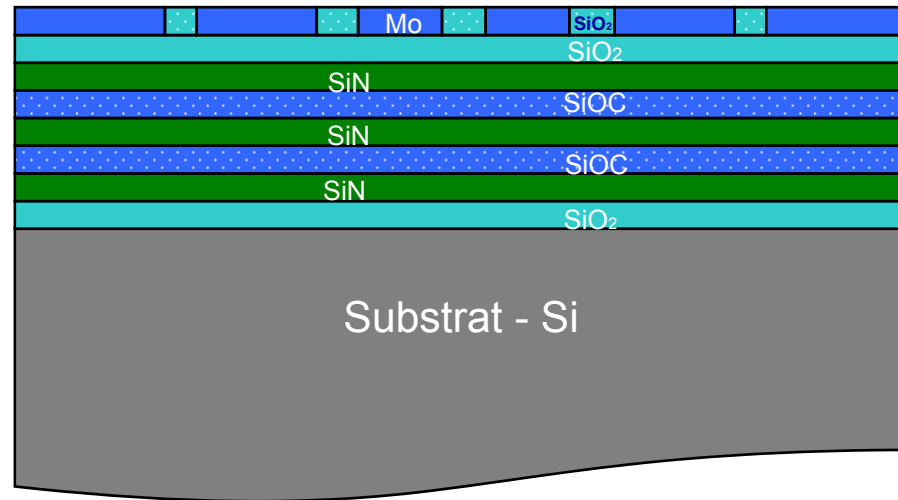 Mo SiO₂
SiO₂
SiN
SiOC
SiN
SiOC
SiN
SiO₂
Substrat - Si